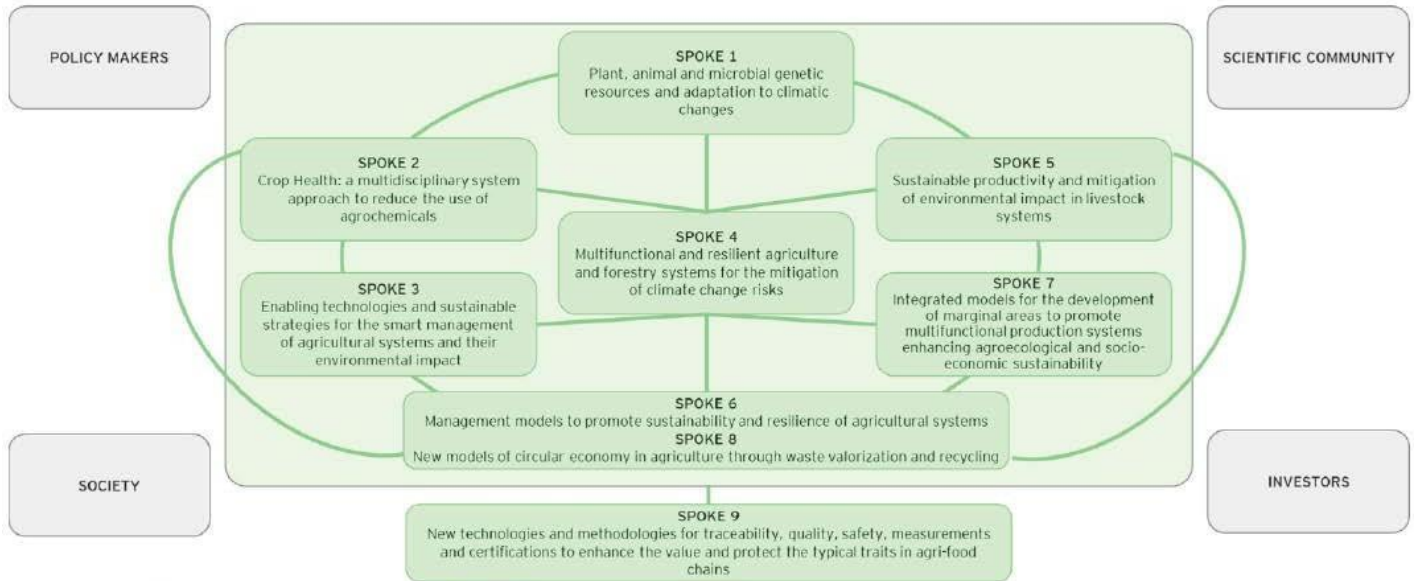 POLICY MAKERS
SCIENTIFIC COMMUNITY
SPOKE 1
Plant, animal and microbial genetic
resources and adaptation to climatic
changes
SPOKE 2
Crop Health: a multidisciplinary system
approach to reduce the use of
agrochemicals
SPOKE 5
Sustainable productivity and mitigation
of environmental impact in livestock
systems
SPOKE 4
Multifunctional and resilient agriculture
and forestry systems for the mitigation
of climate change risks
SPOKE 3
Enabling technologies and sustainable
strategies for the smart management
of agricultural systems and their
environmental impact
SPOKE 7
Integrated models for the development
of marginal areas to promote
multifunctional production systems
enhancing agroecological and socio-
economic sustainability
SPOKE 6
Management models to promote sustainability and resilience of agricultural systems
SPOKE 8
New models of circular economy in agriculture through waste valorization and recycling
SOCIETY
INVESTORS
SPOKE 9
New technologies and methodologies for traceability, quality, safety, measurements
and certifications to enhance the value and protect the typical traits in agri-food
chains